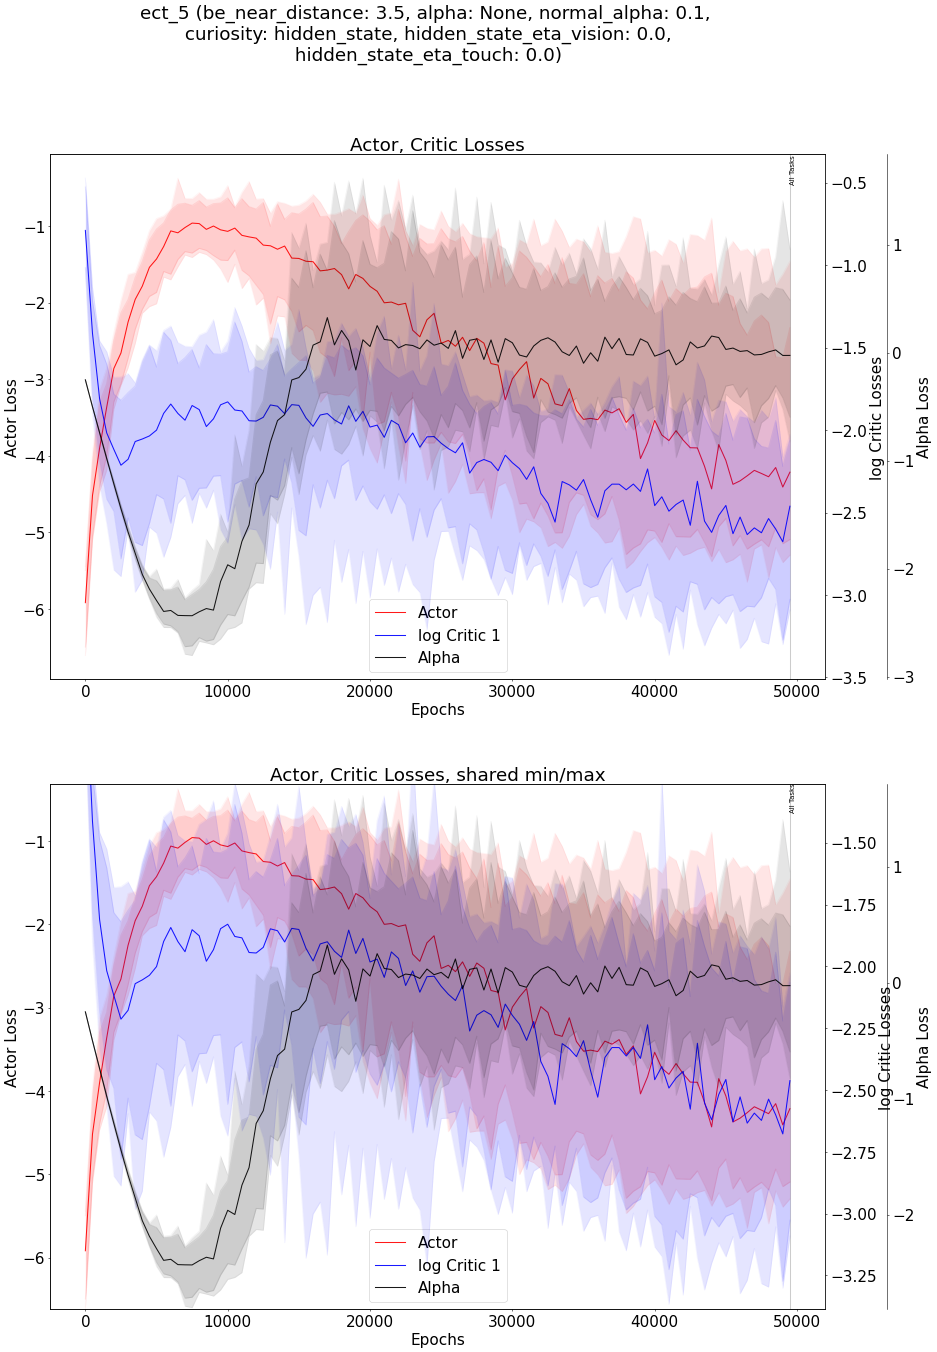 ect_5 (be_near_distance: 3.5, alpha: None, normal_alpha: 0.1,
curiosity: hidden_state, hidden_state_eta_vision: 0.0,
hidden_state_eta_touch: 0.0)
Actor, Critic Losses
All Tasks
−1
−2
−3
−4
−5
−6
Actor Loss
−0.5
−1.0
−1.5
−2.0
−2.5
−3.0
−3.5
log Critic Losses
1
0
−1
−2
−3
Alpha Loss
Actor
log Critic 1
Alpha
0 10000 20000 30000 40000 50000
Epochs
Actor, Critic Losses, shared min/max
All Tasks
−1
−2
−3
−4
−5
−6
Actor Loss
−1.50
−1.75
−2.00
−2.25
−2.50
−2.75
−3.00
−3.25
log Critic Losses
1
0
−1
−2
Alpha Loss
Actor
log Critic 1
Alpha
0 10000 20000 30000 40000 50000
Epochs